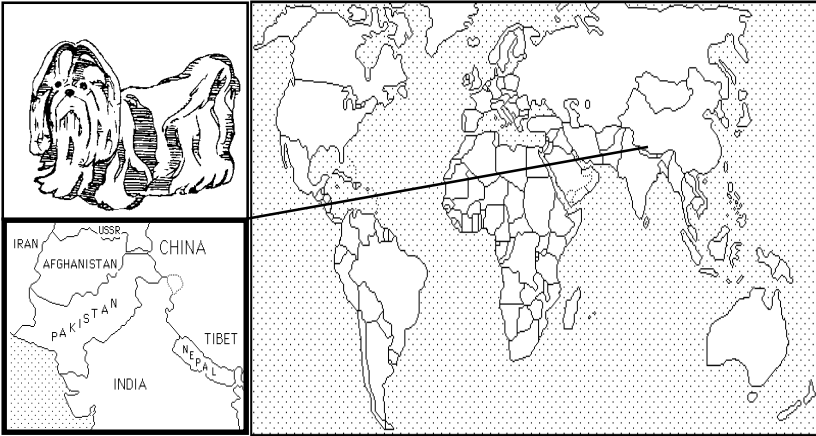 USSR
IRAN
CHINA
AFGHANISTAN
PAKISTAN
TIBET
NEPAL
INDIA